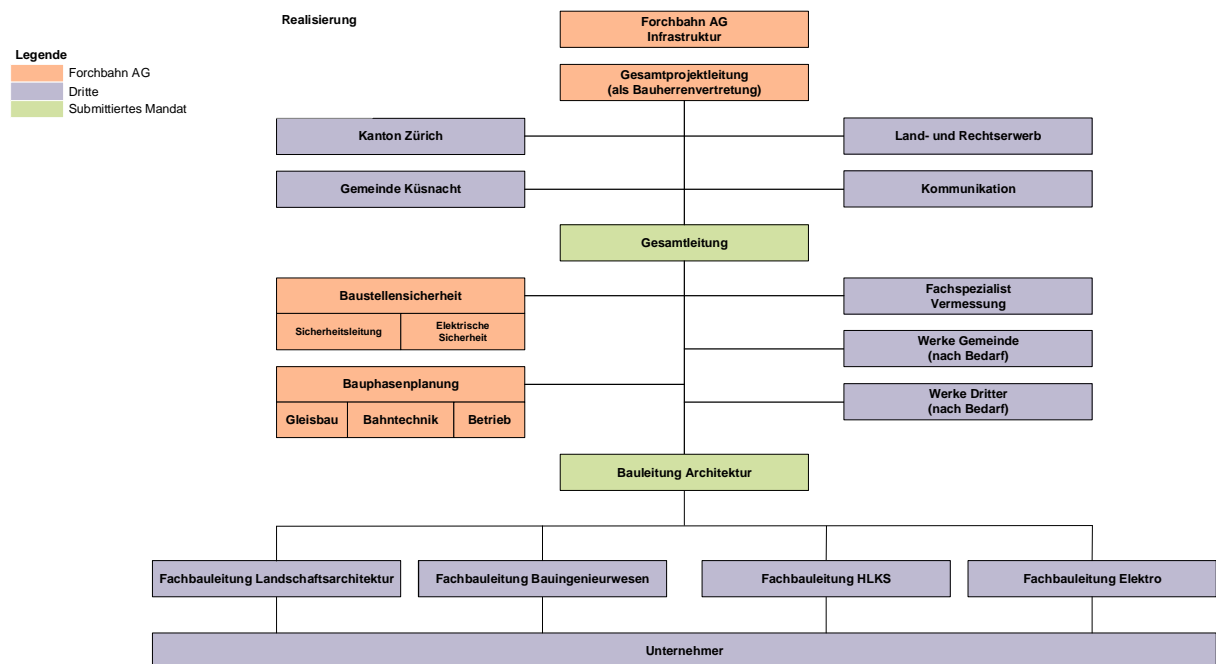 Realisierung
Forchbahn AG
Infrastruktur
Legende
Forchbahn AG
Dritte
Submittiertes Mandat
Gesamtprojektleitung
(als Bauherrenvertretung)
Kanton Zürich
Land- und Rechtserwerb
Gemeinde Küsnacht
Kommunikation
Gesamtleitung
Baustellensicherheit
Sicherheitsleitung
Elektrische
Sicherheit
Fachspezialist
Vermessung
Werke Gemeinde
(nach Bedarf)
Bauphasenplanung
Gleisbau
Bahntechnik
Betrieb
Werke Dritter
(nach Bedarf)
Bauleitung Architektur
Fachbauleitung Landschaftsarchitektur
Fachbauleitung Bauingenieurwesen
Fachbauleitung HLKS
Fachbauleitung Elektro
Unternehmer